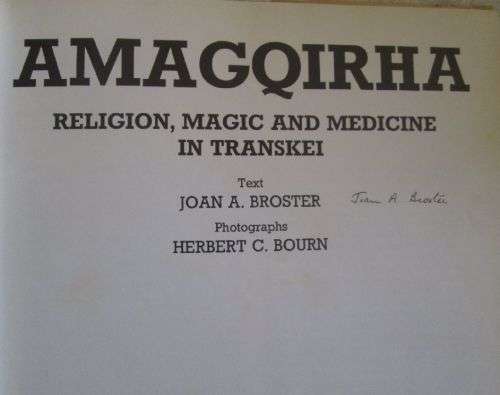 AMAGQIRHA
RELIGION, MAGIC AND MEDICINE
IN TRANSKEI
Text
JOAN A. BROSTER
Joan A. Broster
Photographs
HERBERT C. BOURN